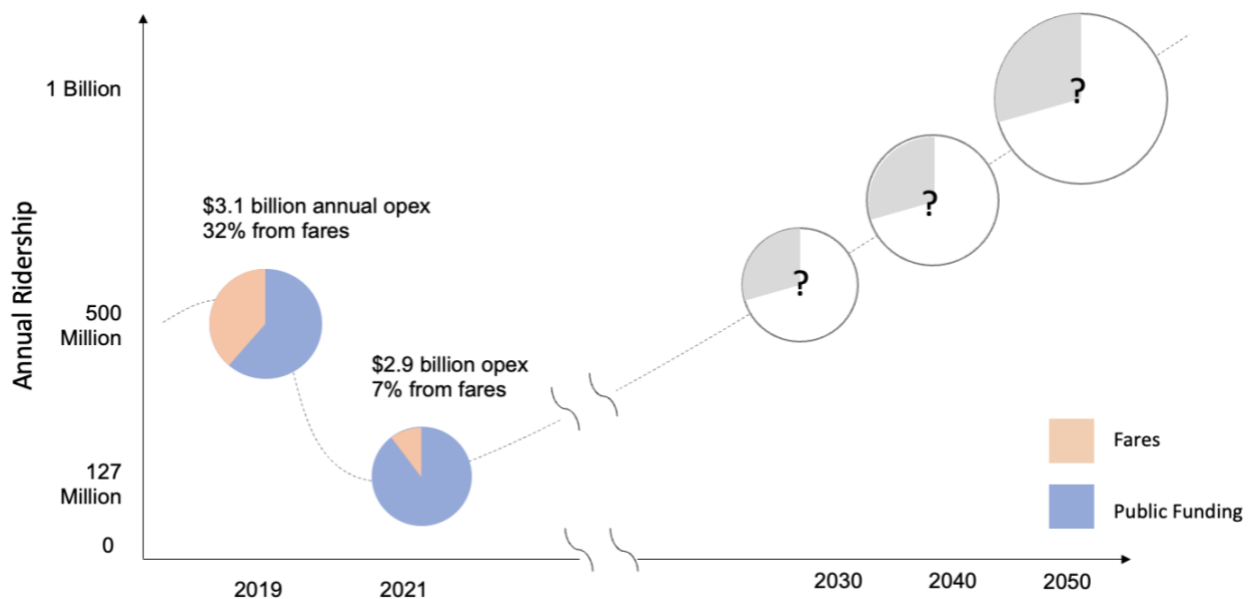 1 Billion
$3.1 billion annual opex
32% from fares
Annual Ridership
500
Million
$2.9 billion opex
7% from fares
127
Million
0
?
?
?
Fares
Public Funding
2019
2021
2030
2040
2050